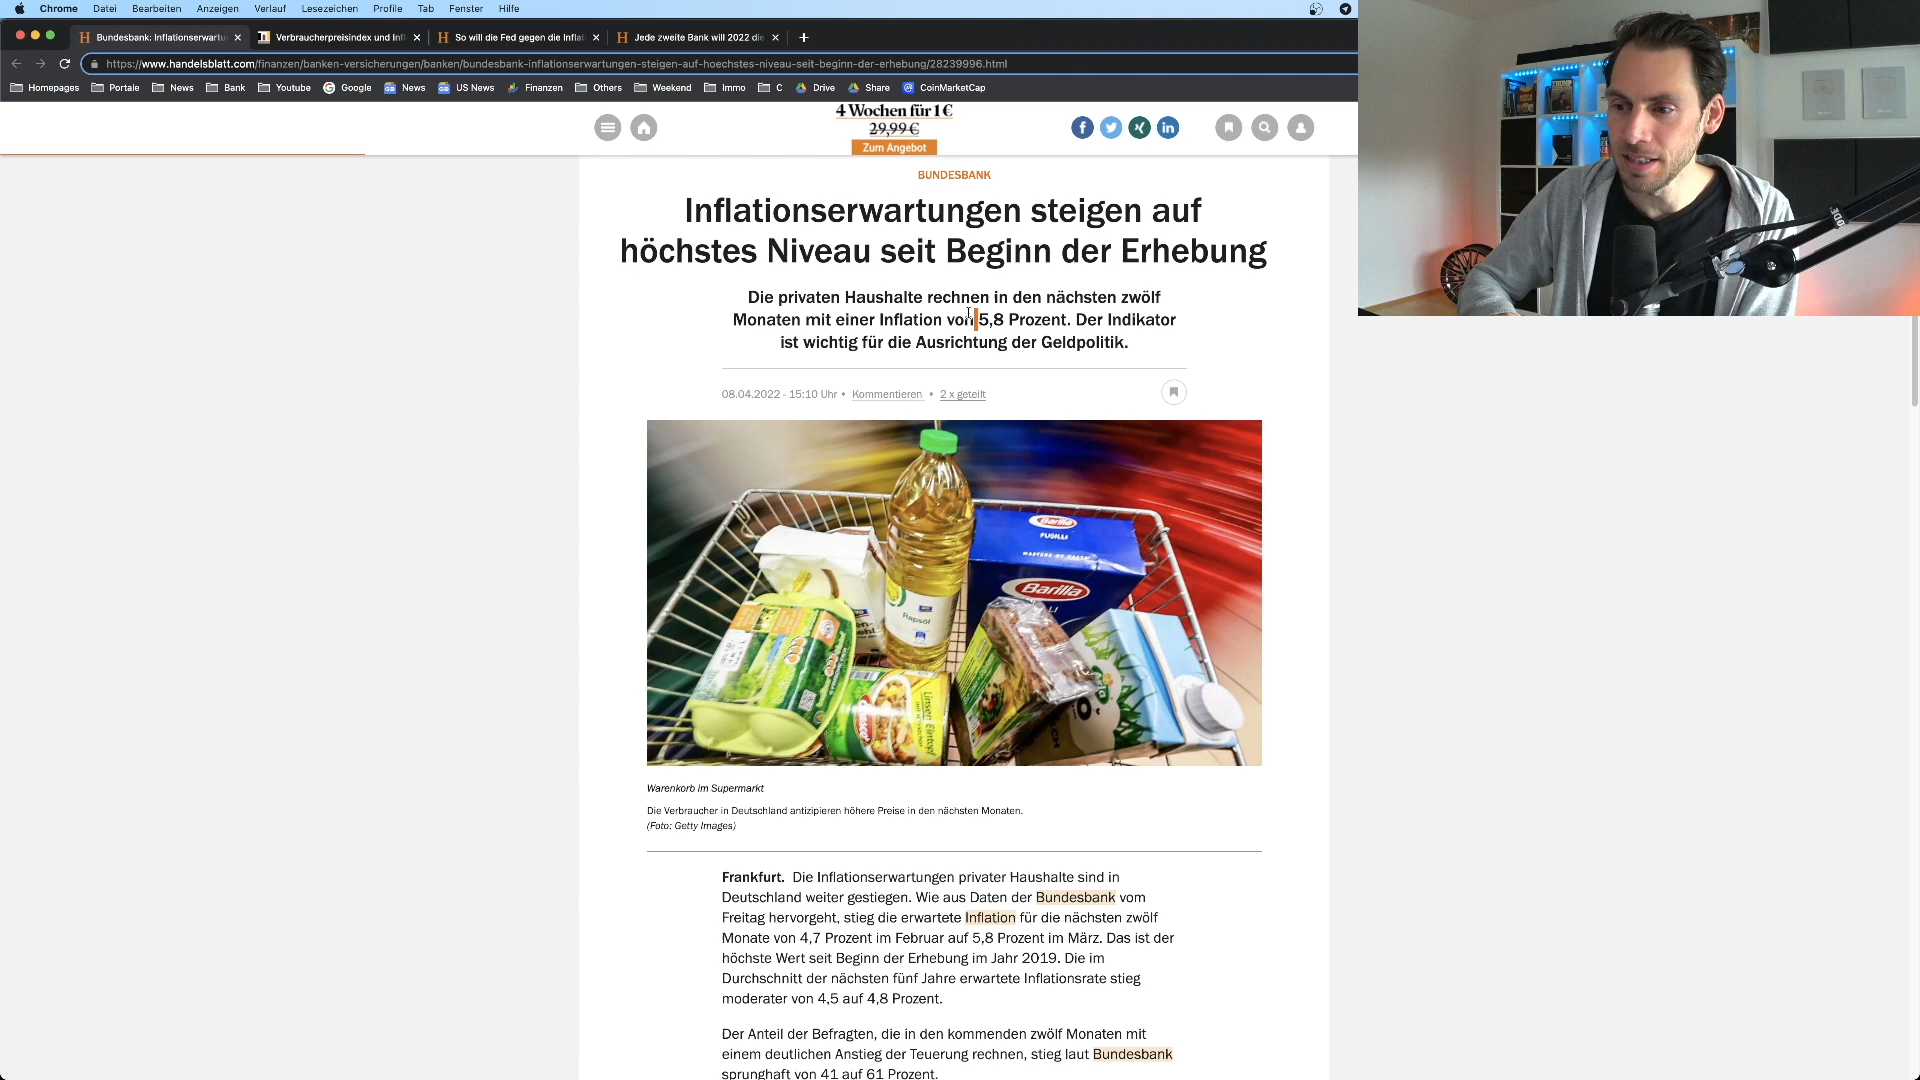 Chrome Datei Bearbeiten Anzeigen Verlauf Lesezeichen Profile Tab Fenster Hilfe
Bundesbank: Inflationserwartu
Verbraucherpreisindex und Infl
So will die Fed gegen die Inflat
Jede zweite Bank will 2022 die
https://www.handelsblatt.com/finanzen/banken-versicherungen/banken/bundesbank-inflationserwartungen-steigen-auf-hoechstes-niveau-seit-beginn-der-erhebung/28239996.html
Homepages Portale News Bank Youtube Google News US News Finanzen Others Weekend Immo C Drive Share CoinMarketCap
4 Wochen für 1 €
29,99 €
Zum Angebot
BUNDESBANK
Inflationserwartungen steigen auf
höchstes Niveau seit Beginn der Erhebung
Die privaten Haushalte rechnen in den nächsten zwölf
Monaten mit einer Inflation von 5,8 Prozent. Der Indikator
ist wichtig für die Ausrichtung der Geldpolitik.
08.04.2022 - 15:10 Uhr • Kommentieren • 2 x geteilt
Barilla
FUSILLI
Barilla
Rapsöl
Warenkorb im Supermarkt
Die Verbraucher in Deutschland antizipieren höhere Preise in den nächsten Monaten.
(Foto: Getty Images)
Frankfurt. Die Inflationserwartungen privater Haushalte sind in
Deutschland weiter gestiegen. Wie aus Daten der Bundesbank vom
Freitag hervorgeht, stieg die erwartete Inflation für die nächsten zwölf
Monate von 4,7 Prozent im Februar auf 5,8 Prozent im März. Das ist der
höchste Wert seit Beginn der Erhebung im Jahr 2019. Die im
Durchschnitt der nächsten fünf Jahre erwartete Inflationsrate stieg
moderater von 4,5 auf 4,8 Prozent.
Der Anteil der Befragten, die in den kommenden zwölf Monaten mit
einem deutlichen Anstieg der Teuerung rechnen, stieg laut Bundesbank
sprunghaft von 41 auf 61 Prozent.